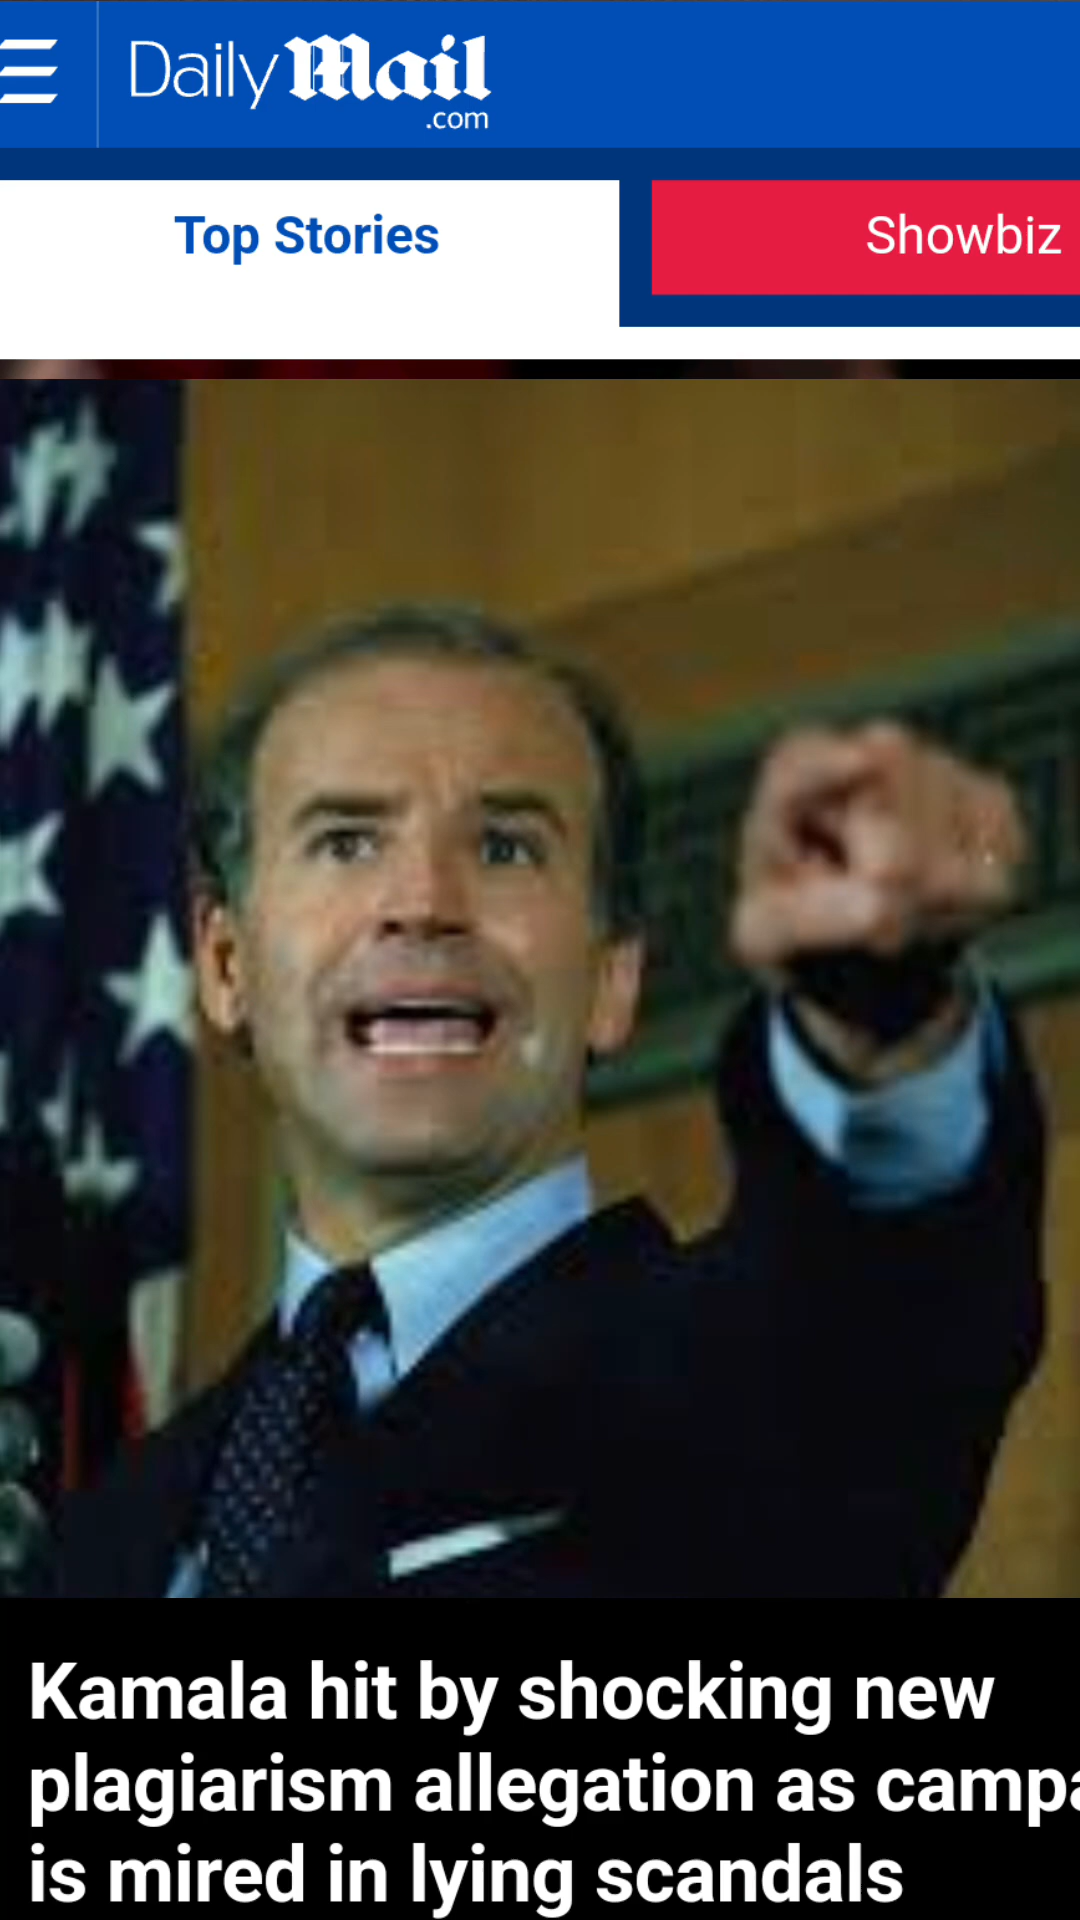 Daily Mail
.com
Top Stories
Showbiz
Kamala hit by shocking new
plagiarism allegation as campa
is mired in lying scandals